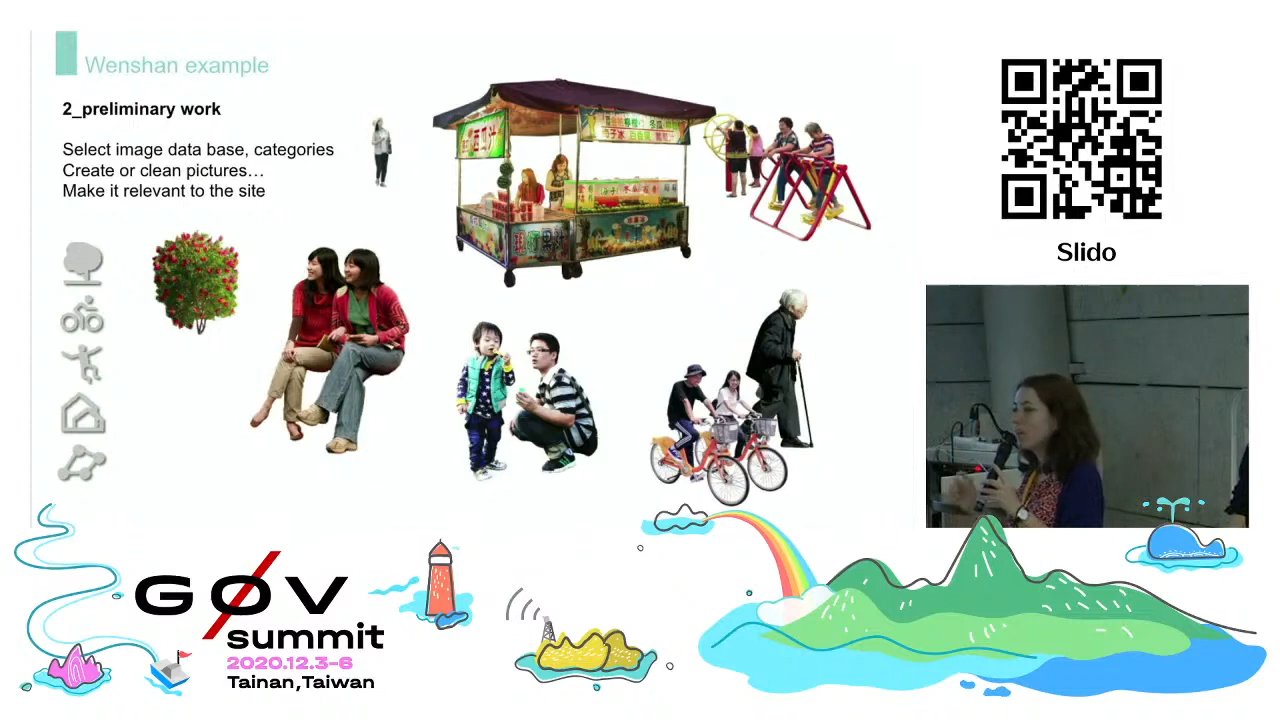 Wenshan example
2_preliminary work
Select image data base, categories
Create or clean pictures…
Make it relevant to the site
Slido
GØV
summit
2020.12.3-6
Tainan,Taiwan